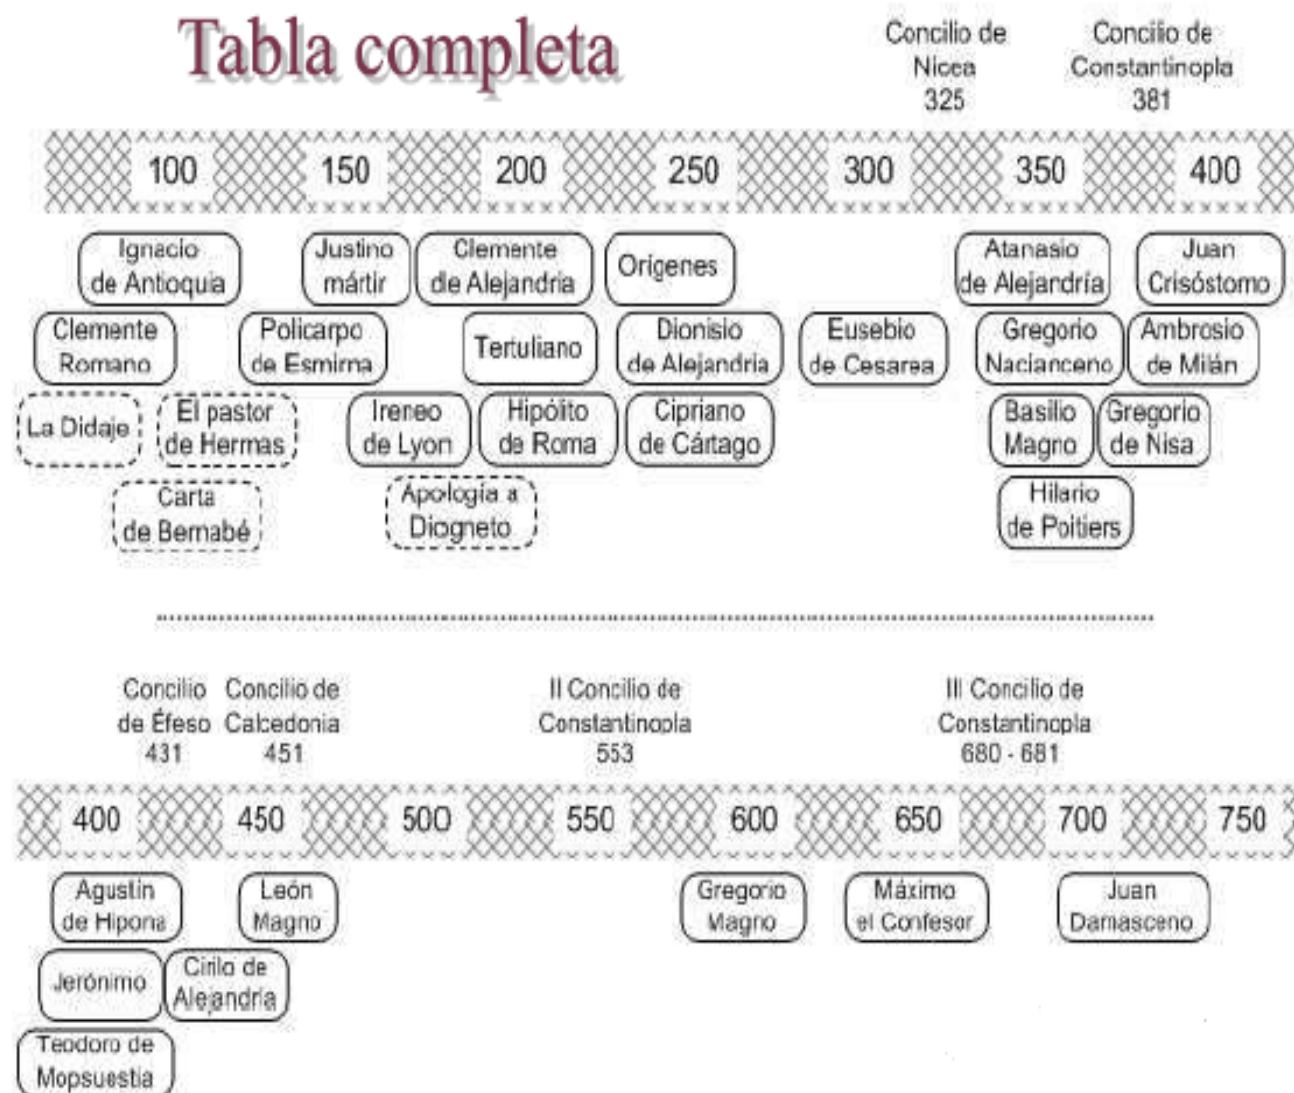 Tabla completa
Concilio de
Nicea
325
Concilio de
Constantinopla
381
100 150 200 250 300 350 400
Ignacio
de Antioquia
Justino
mártir
Clemente
de Alejandria
Orígenes
Atanasio
de Alejandría
Juan
Crisóstomo
Clemente
Romano
Policarpo
de Esmirna
Tertuliano
Dionisio
de Alejandria
Eusebio
de Cesarea
Gregorio
Nacianceno
Ambrosio
de Milán
La Didaje
El pastor
de Hermas
Ireneo
de Lyon
Hipólito
de Roma
Cipriano
de Cártago
Basilio
Magno
Gregorio
de Nisa
Carta
de Bernabé
Apología a
Diogneto
Hilario
de Poitiers
Concilio
de Éfeso
431
Concilio de
Calcedonia
451
II Concilio de
Constantinopla
553
III Concilio de
Constantinopla
680 - 681
400 450 500 550 600 650 700 750
Agustín
de Hipona
León
Magno
Gregorio
Magno
Máximo
el Confesor
Juan
Damasceno
Jerónimo
Cirilo de
Alejandría
Teodoro de
Mopsuestia